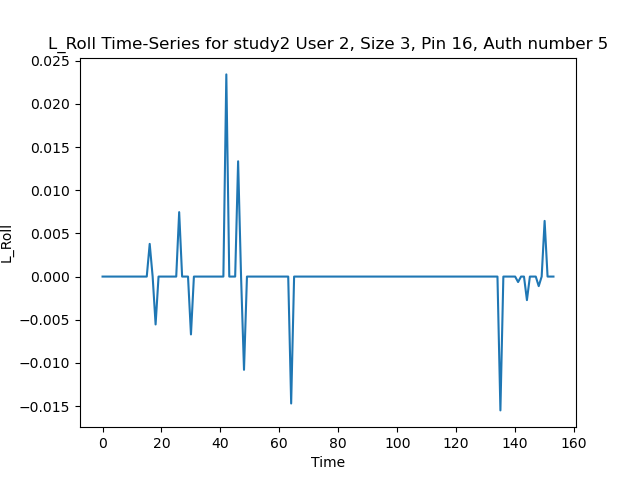 L_Roll Time-Series for study2 User 2, Size 3, Pin 16, Auth number 5
0.025
0.020
0.015
0.010
0.005
0.000
−0.005
−0.010
−0.015
L_Roll
0 20 40 60 80 100 120 140 160
Time